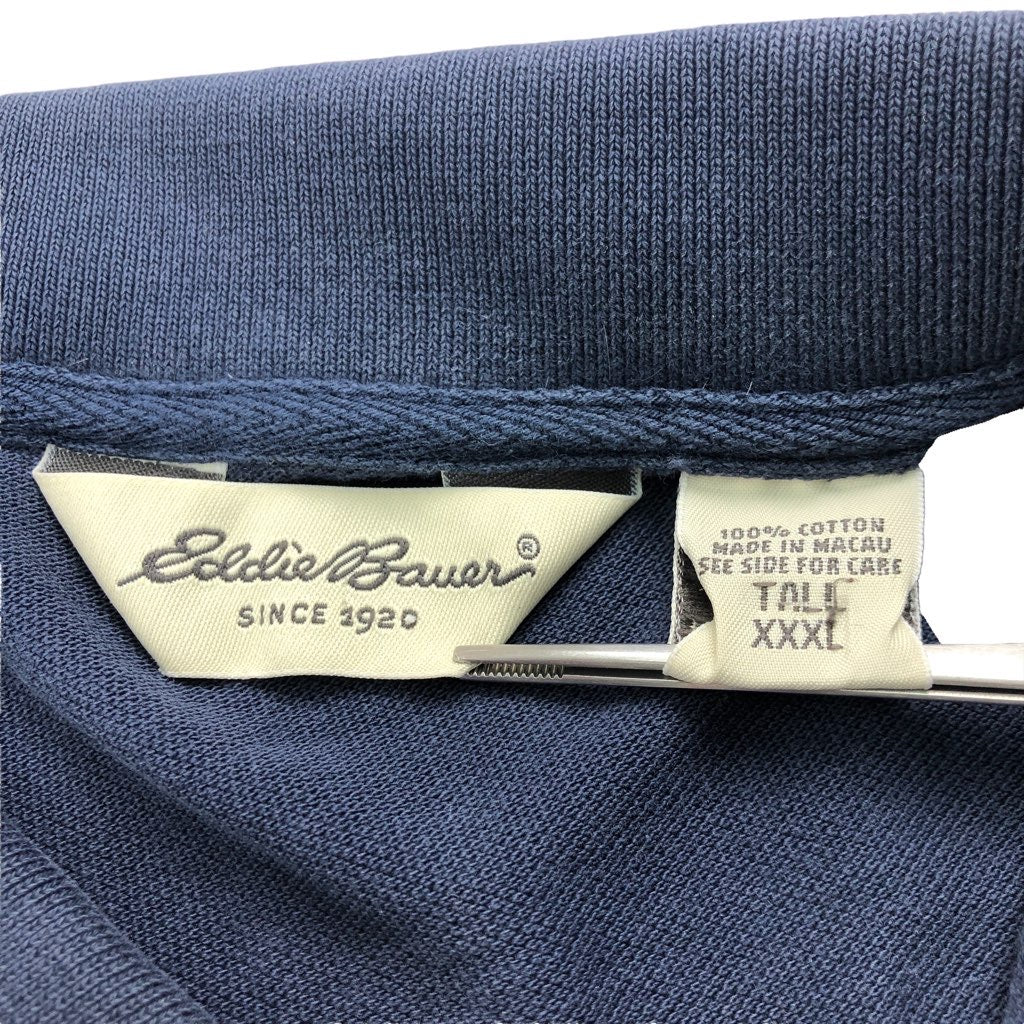 Eddie Bauer®
SINCE 1920
100% COTTON
MADE IN MACAU
SEE SIDE FOR CARE
TALL
XXXL